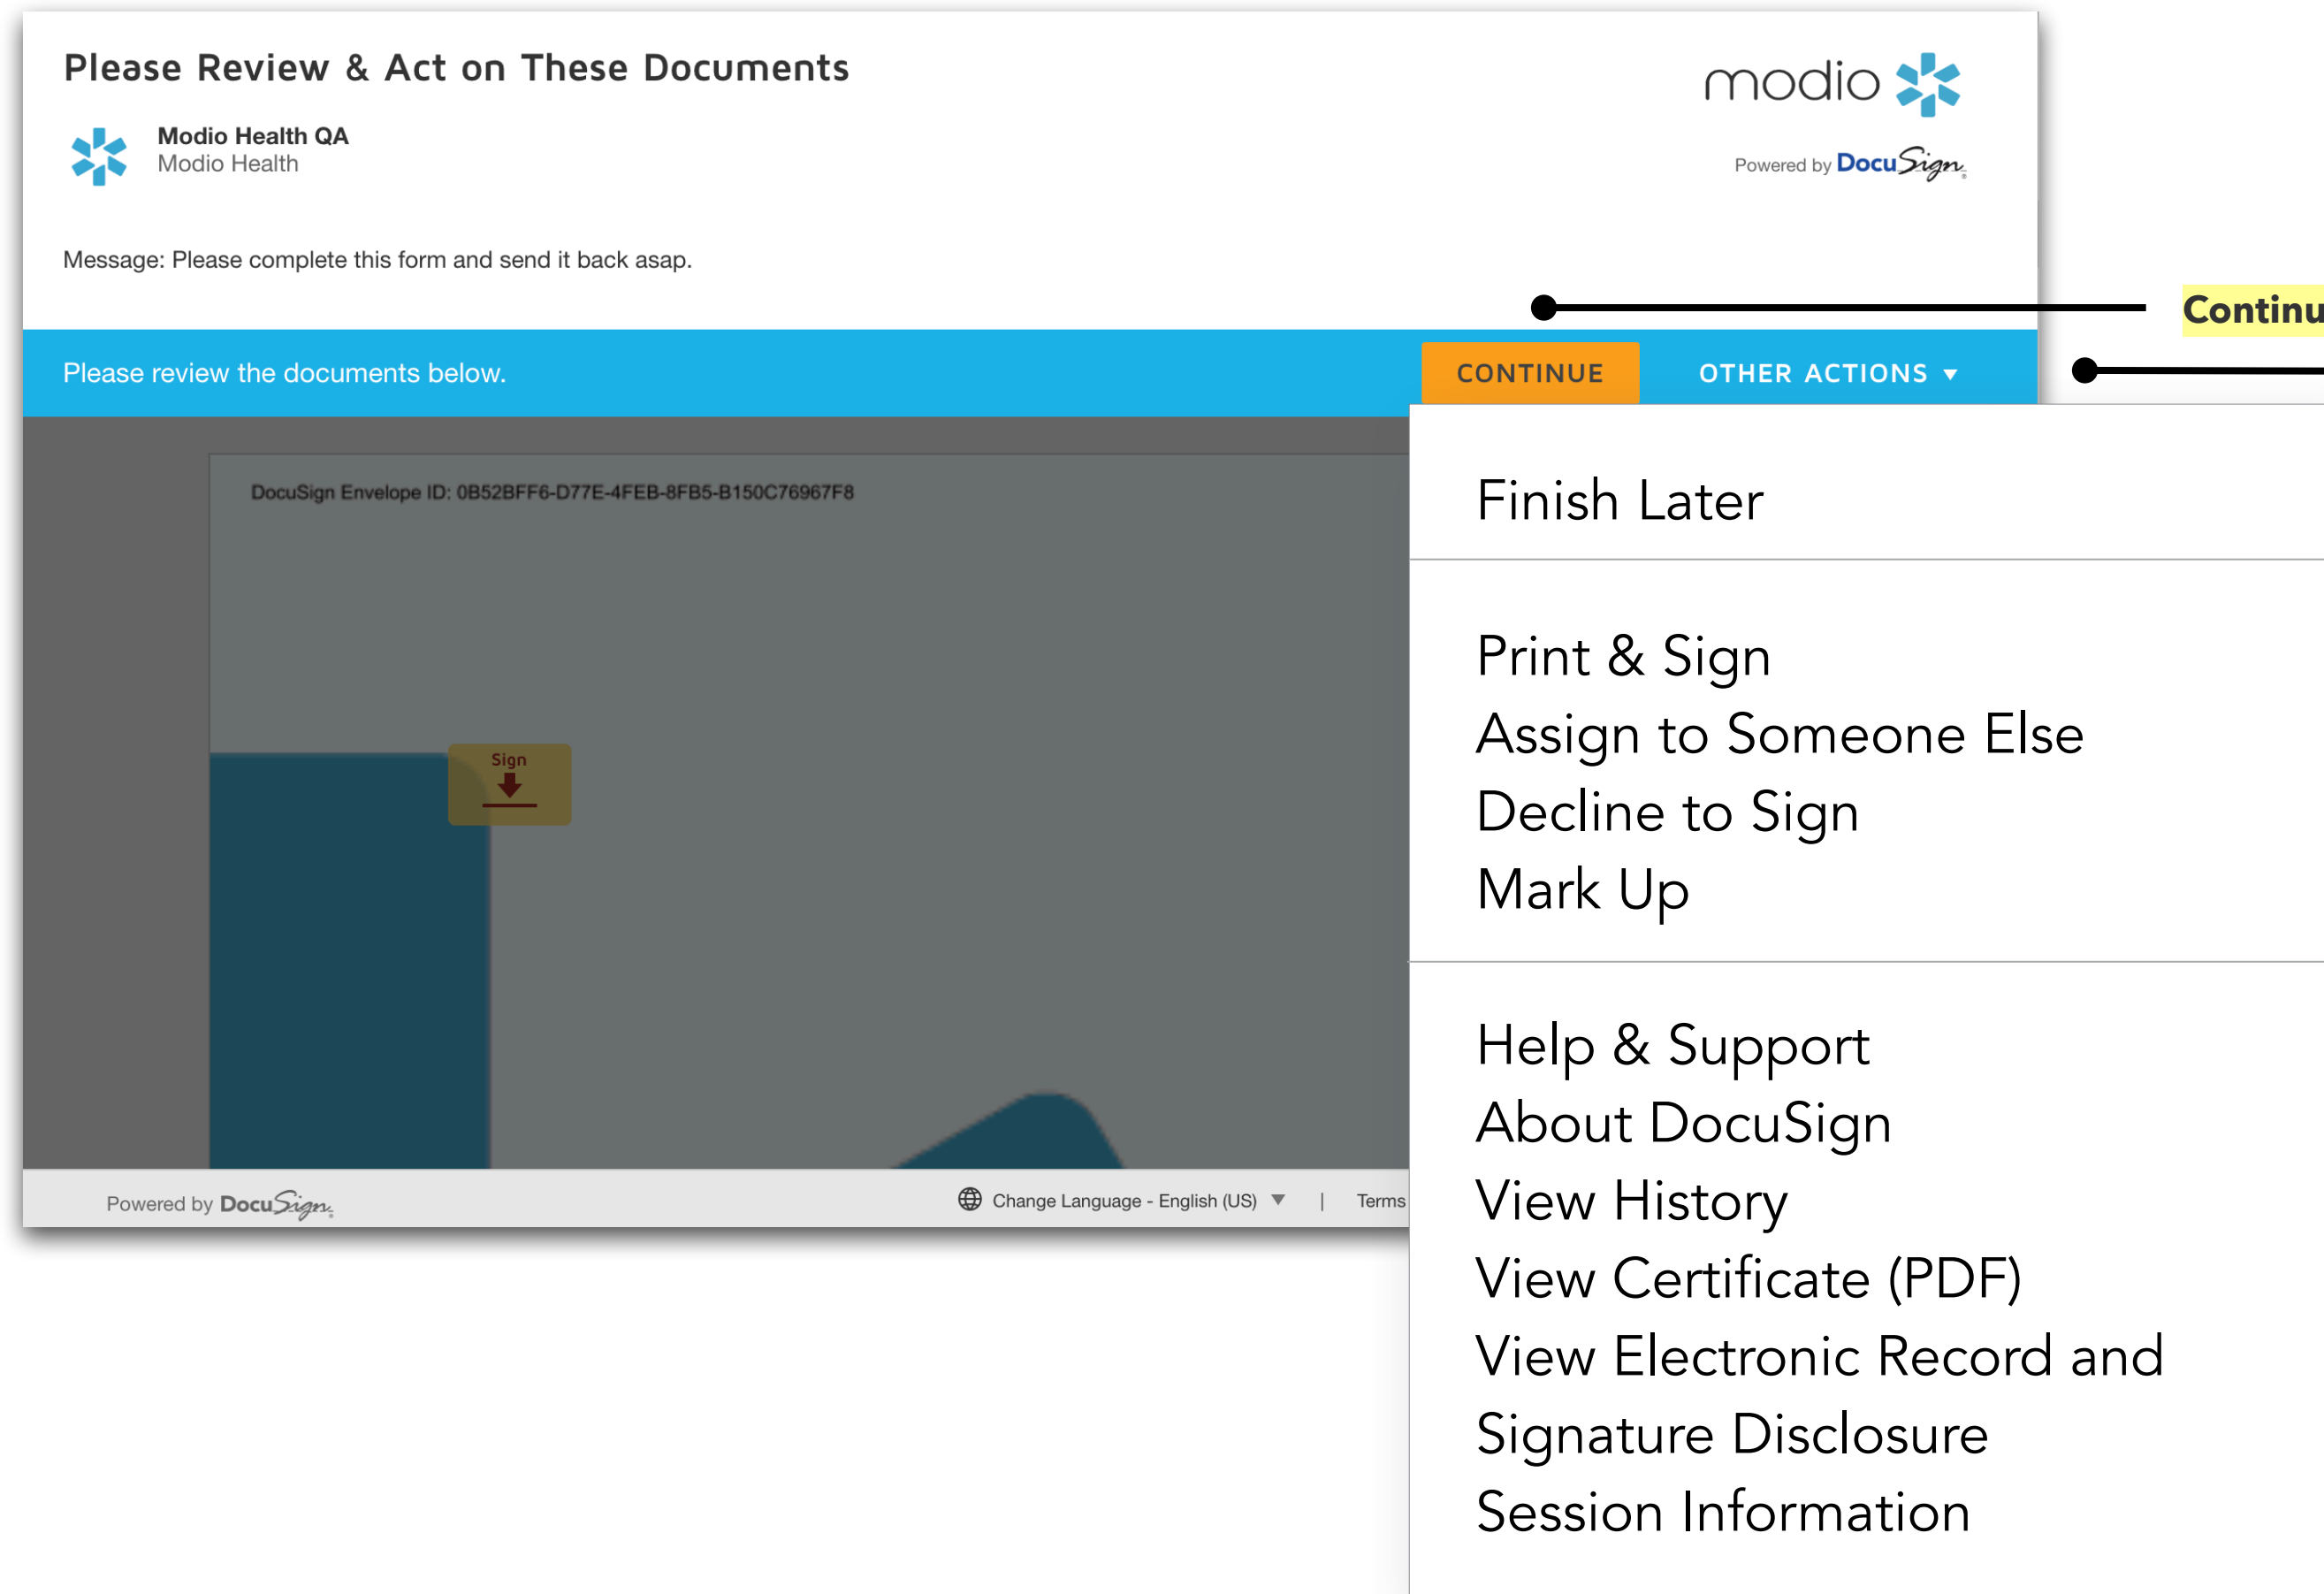 Please Review & Act on These Documents
modio
Modio Health QA
Modio Health
Powered by DocuSign
Message: Please complete this form and send it back asap.
Please review the documents below.
CONTINUE
OTHER ACTIONS
DocuSign Envelope ID: 0B52BFF6-D77E-4FEB-8FB5-B150C76967F8
Sign
Powered by DocuSign
Change Language - English (US) | Terms
Finish Later
Print & Sign
Assign to Someone Else
Decline to Sign
Mark Up
Help & Support
About DocuSign
View History
View Certificate (PDF)
View Electronic Record and
Signature Disclosure
Session Information